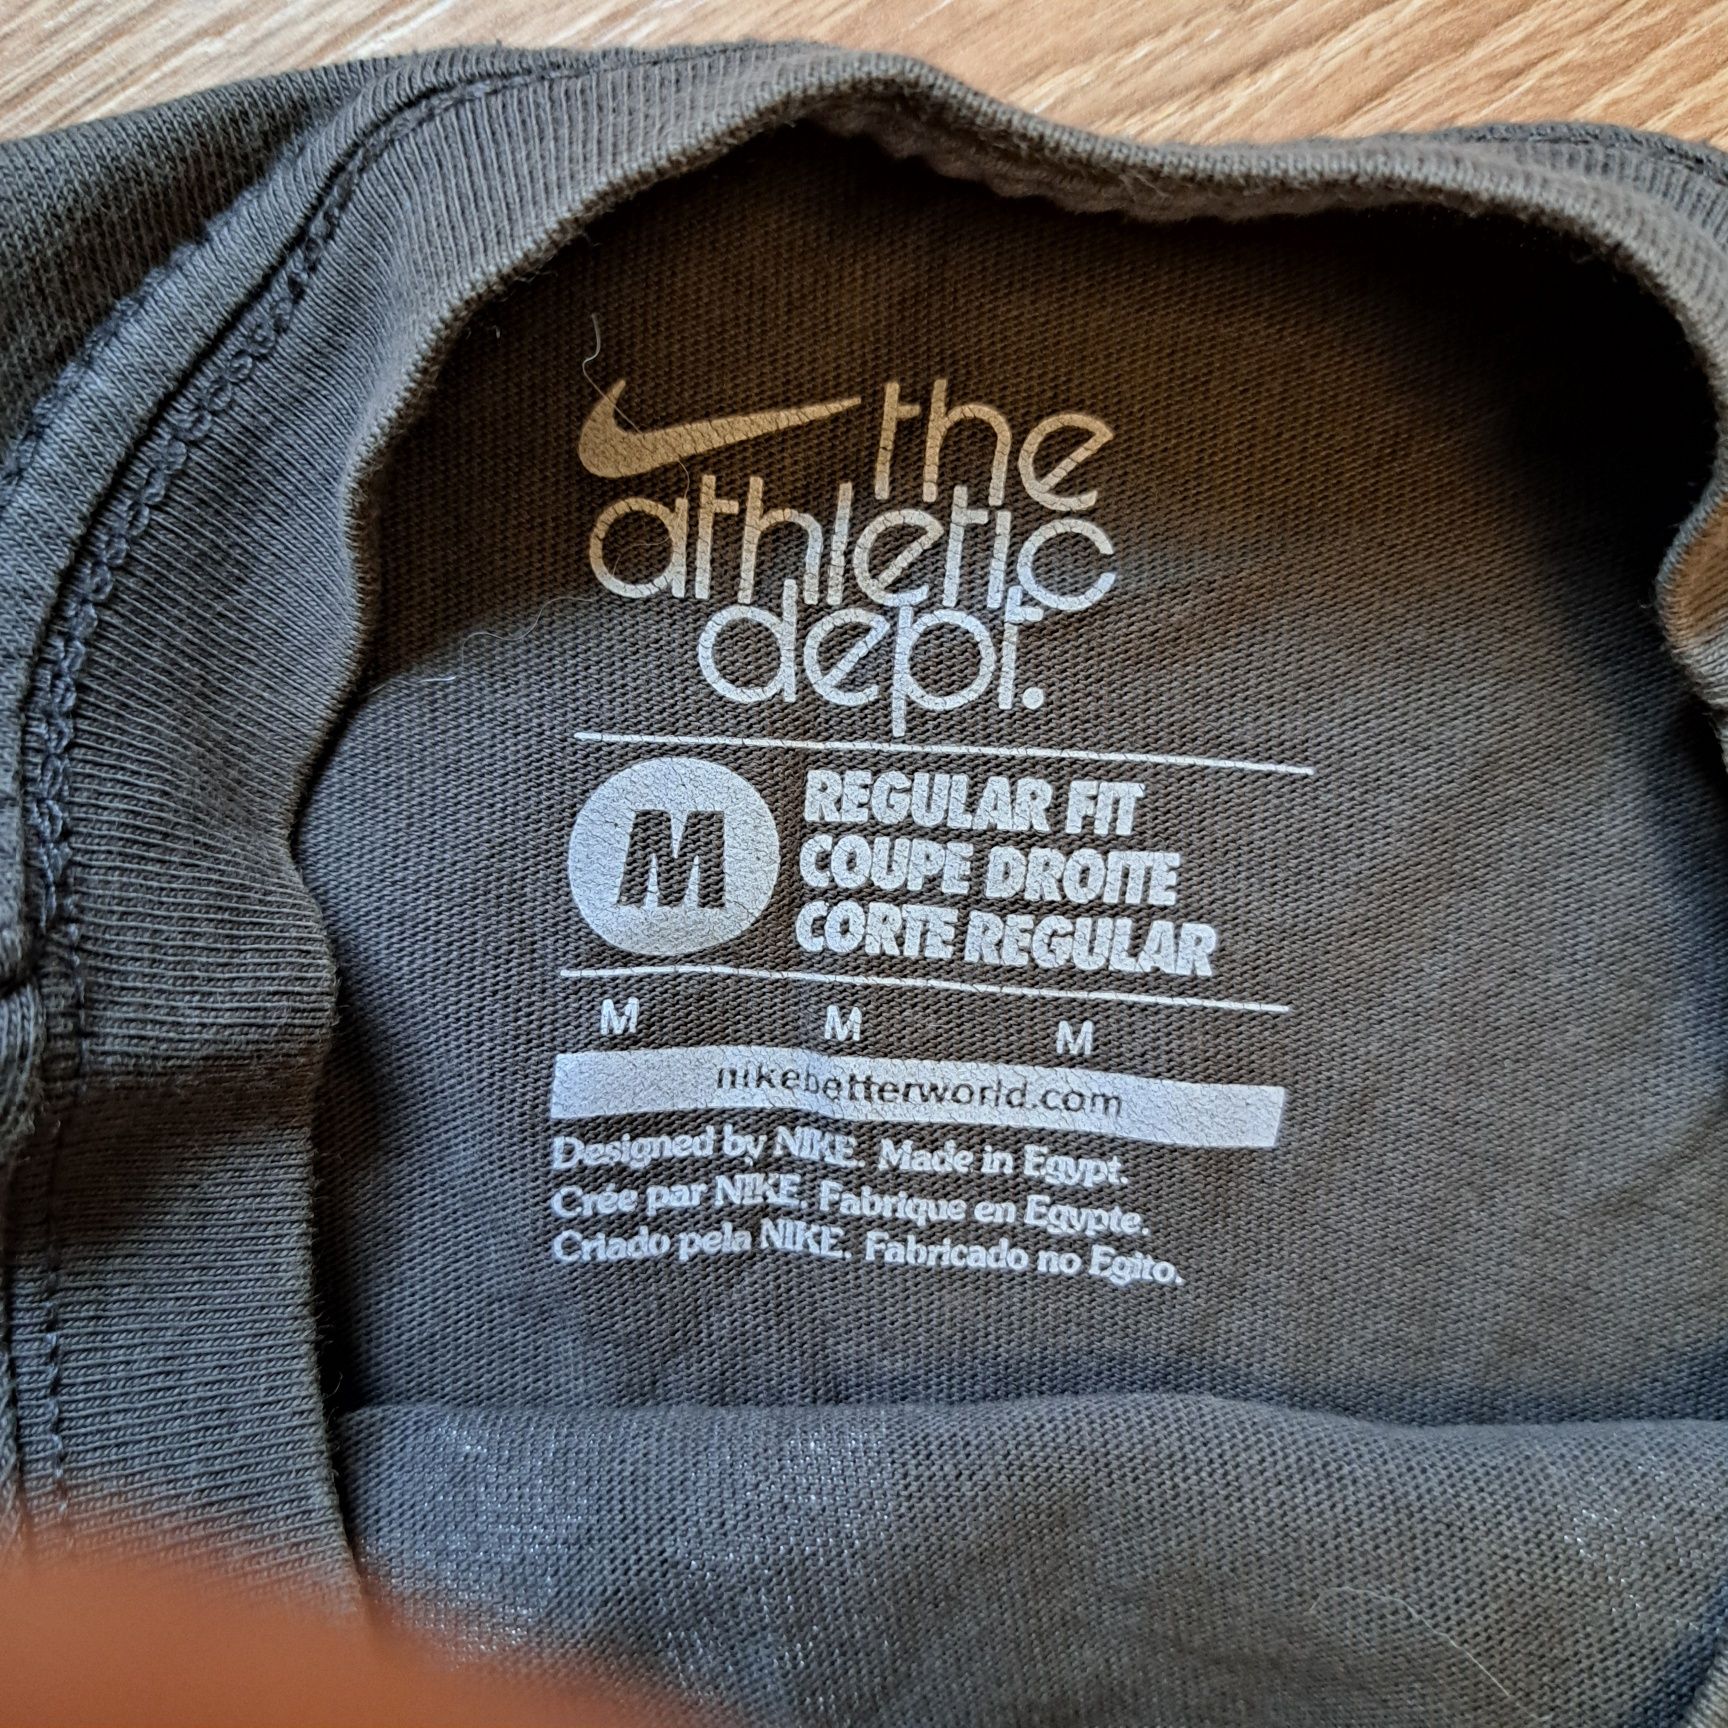 the
athletic
dept.
M
REGULAR FIT
COUPE DROITE
CORTE REGULAR
M M M
nikebetterworld.com
Designed by NIKE. Made in Egypt.
Crée par NIKE. Fabrique en Egypte.
Criado pela NIKE. Fabricado no Egito.